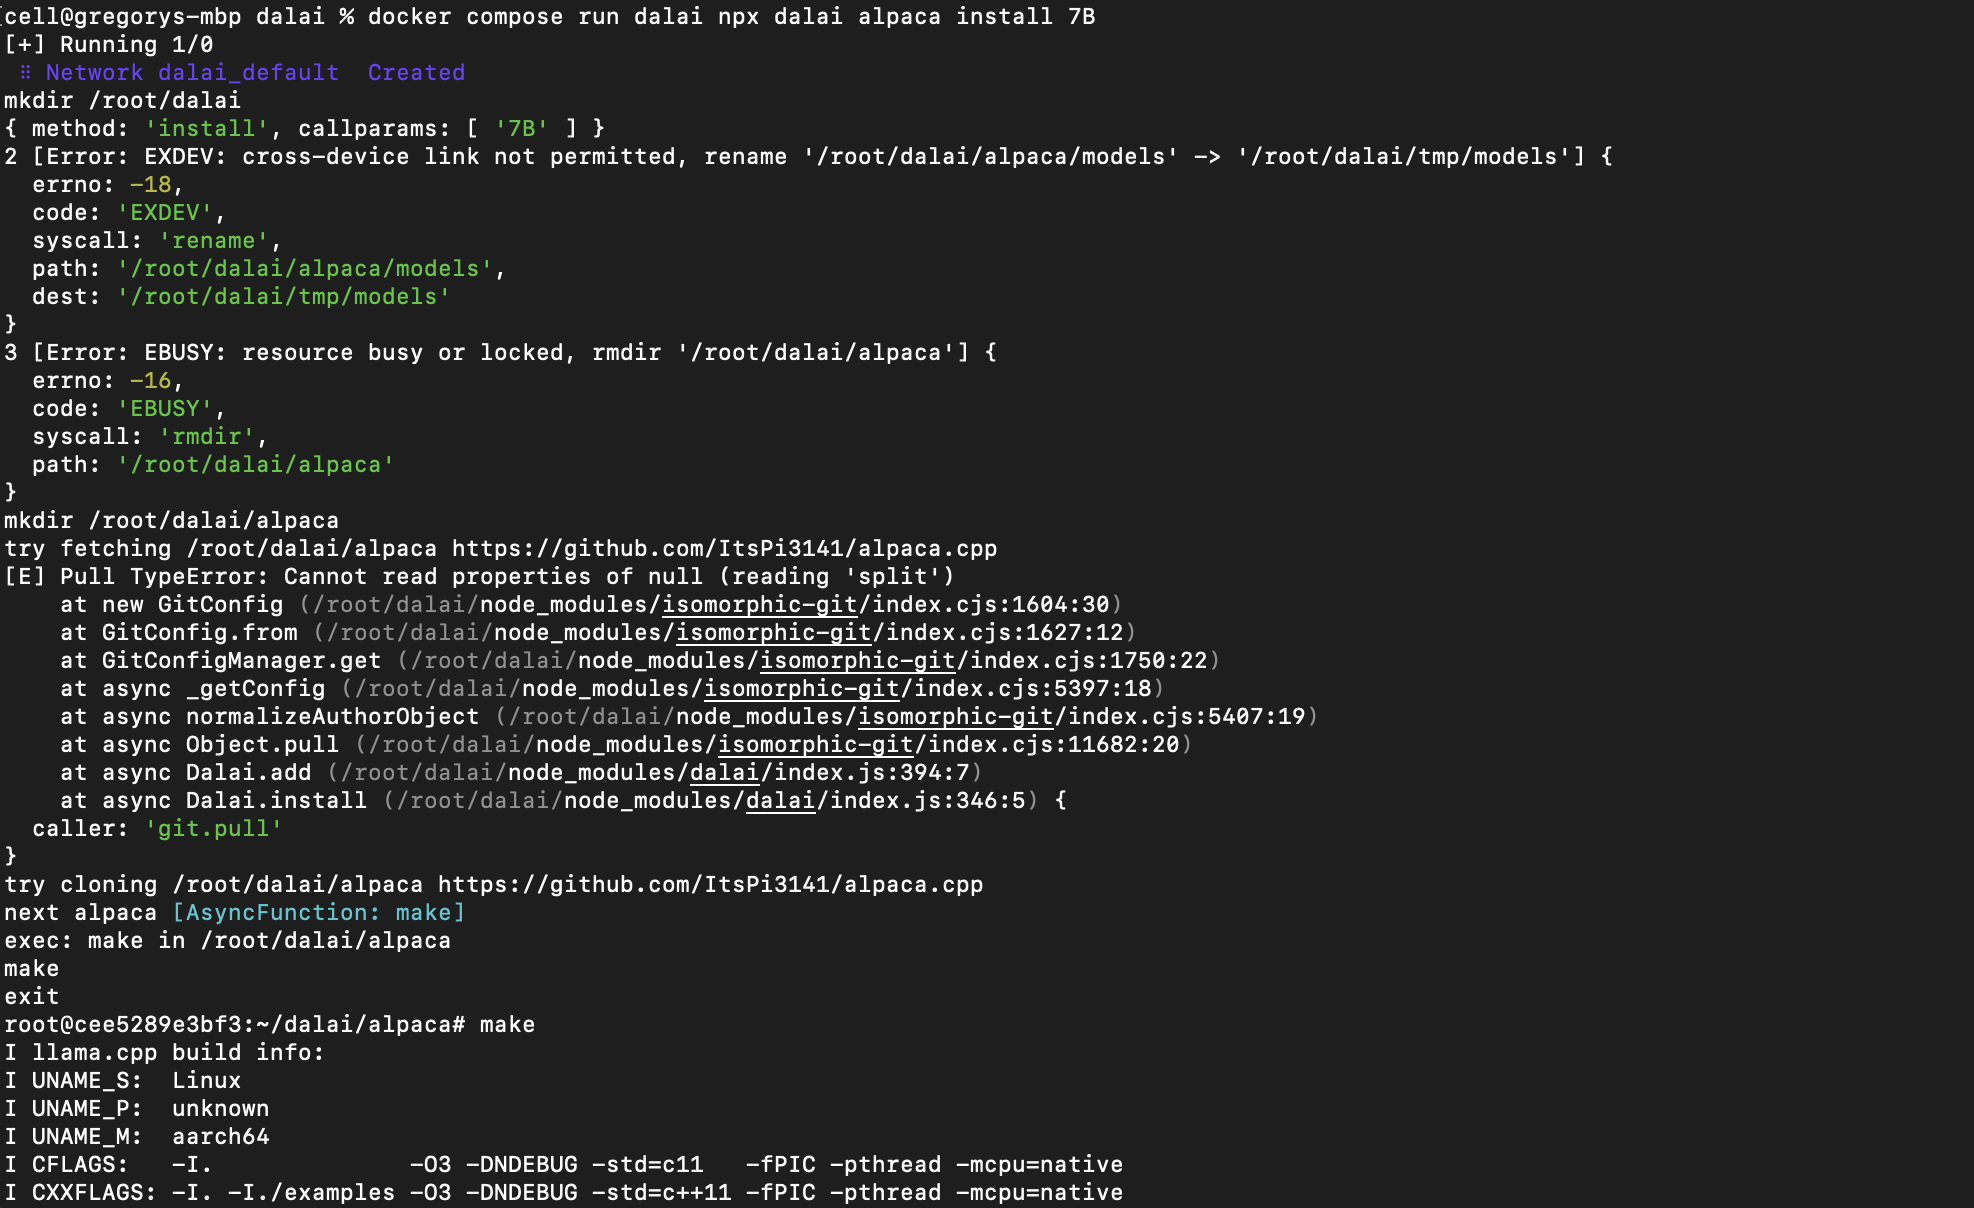 cell@gregorys-mbp dalai % docker compose run dalai npx dalai alpaca install 7B
[+] Running 1/0
 ⠿ Network dalai_default  Created
mkdir /root/dalai
{ method: 'install', callparams: [ '7B' ] }
2 [Error: EXDEV: cross-device link not permitted, rename '/root/dalai/alpaca/models' -> '/root/dalai/tmp/models'] {
  errno: -18,
  code: 'EXDEV',
  syscall: 'rename',
  path: '/root/dalai/alpaca/models',
  dest: '/root/dalai/tmp/models'
}
3 [Error: EBUSY: resource busy or locked, rmdir '/root/dalai/alpaca'] {
  errno: -16,
  code: 'EBUSY',
  syscall: 'rmdir',
  path: '/root/dalai/alpaca'
}
mkdir /root/dalai/alpaca
try fetching /root/dalai/alpaca https://github.com/ItsPi3141/alpaca.cpp
[E] Pull TypeError: Cannot read properties of null (reading 'split')
    at new GitConfig (/root/dalai/node_modules/isomorphic-git/index.cjs:1604:30)
    at GitConfig.from (/root/dalai/node_modules/isomorphic-git/index.cjs:1627:12)
    at GitConfigManager.get (/root/dalai/node_modules/isomorphic-git/index.cjs:1750:22)
    at async _getConfig (/root/dalai/node_modules/isomorphic-git/index.cjs:5397:18)
    at async normalizeAuthorObject (/root/dalai/node_modules/isomorphic-git/index.cjs:5407:19)
    at async Object.pull (/root/dalai/node_modules/isomorphic-git/index.cjs:11682:20)
    at async Dalai.add (/root/dalai/node_modules/dalai/index.js:394:7)
    at async Dalai.install (/root/dalai/node_modules/dalai/index.js:346:5) {
  caller: 'git.pull'
}
try cloning /root/dalai/alpaca https://github.com/ItsPi3141/alpaca.cpp
next alpaca [AsyncFunction: make]
exec: make in /root/dalai/alpaca
make
exit
root@cee5289e3bf3:~/dalai/alpaca# make
I llama.cpp build info:
I UNAME_S:  Linux
I UNAME_P:  unknown
I UNAME_M:  aarch64
I CFLAGS:   -I.              -O3 -DNDEBUG -std=c11   -fPIC -pthread -mcpu=native
I CXXFLAGS: -I. -I./examples -O3 -DNDEBUG -std=c++11 -fPIC -pthread -mcpu=native